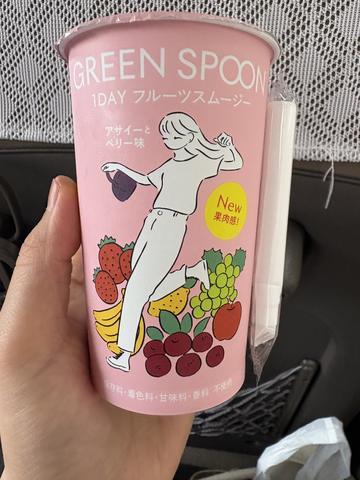 GREEN SPOON
1DAY フルーツスムージー
アサイーと
ベリー味
New
果肉感!
保存料・着色料・甘味料・香料 不使用